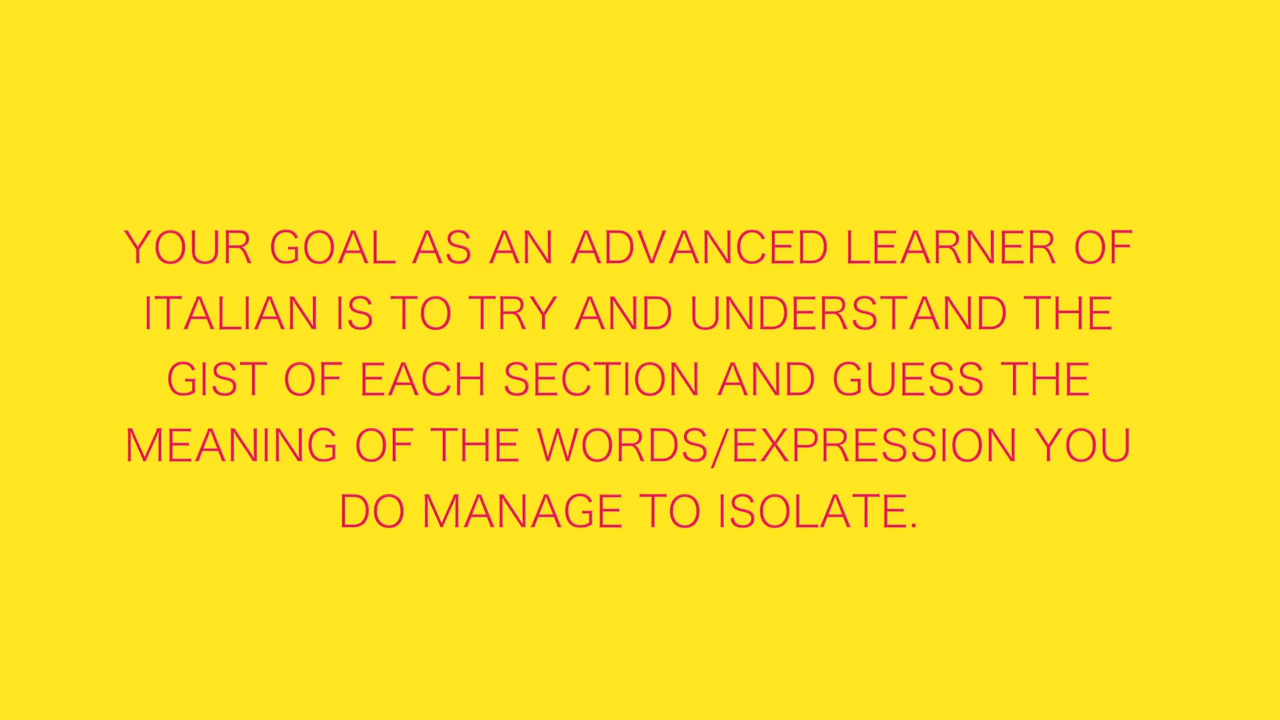 YOUR GOAL AS AN ADVANCED LEARNER OF
ITALIAN IS TO TRY AND UNDERSTAND THE
GIST OF EACH SECTION AND GUESS THE
MEANING OF THE WORDS/EXPRESSION YOU
DO MANAGE TO ISOLATE.